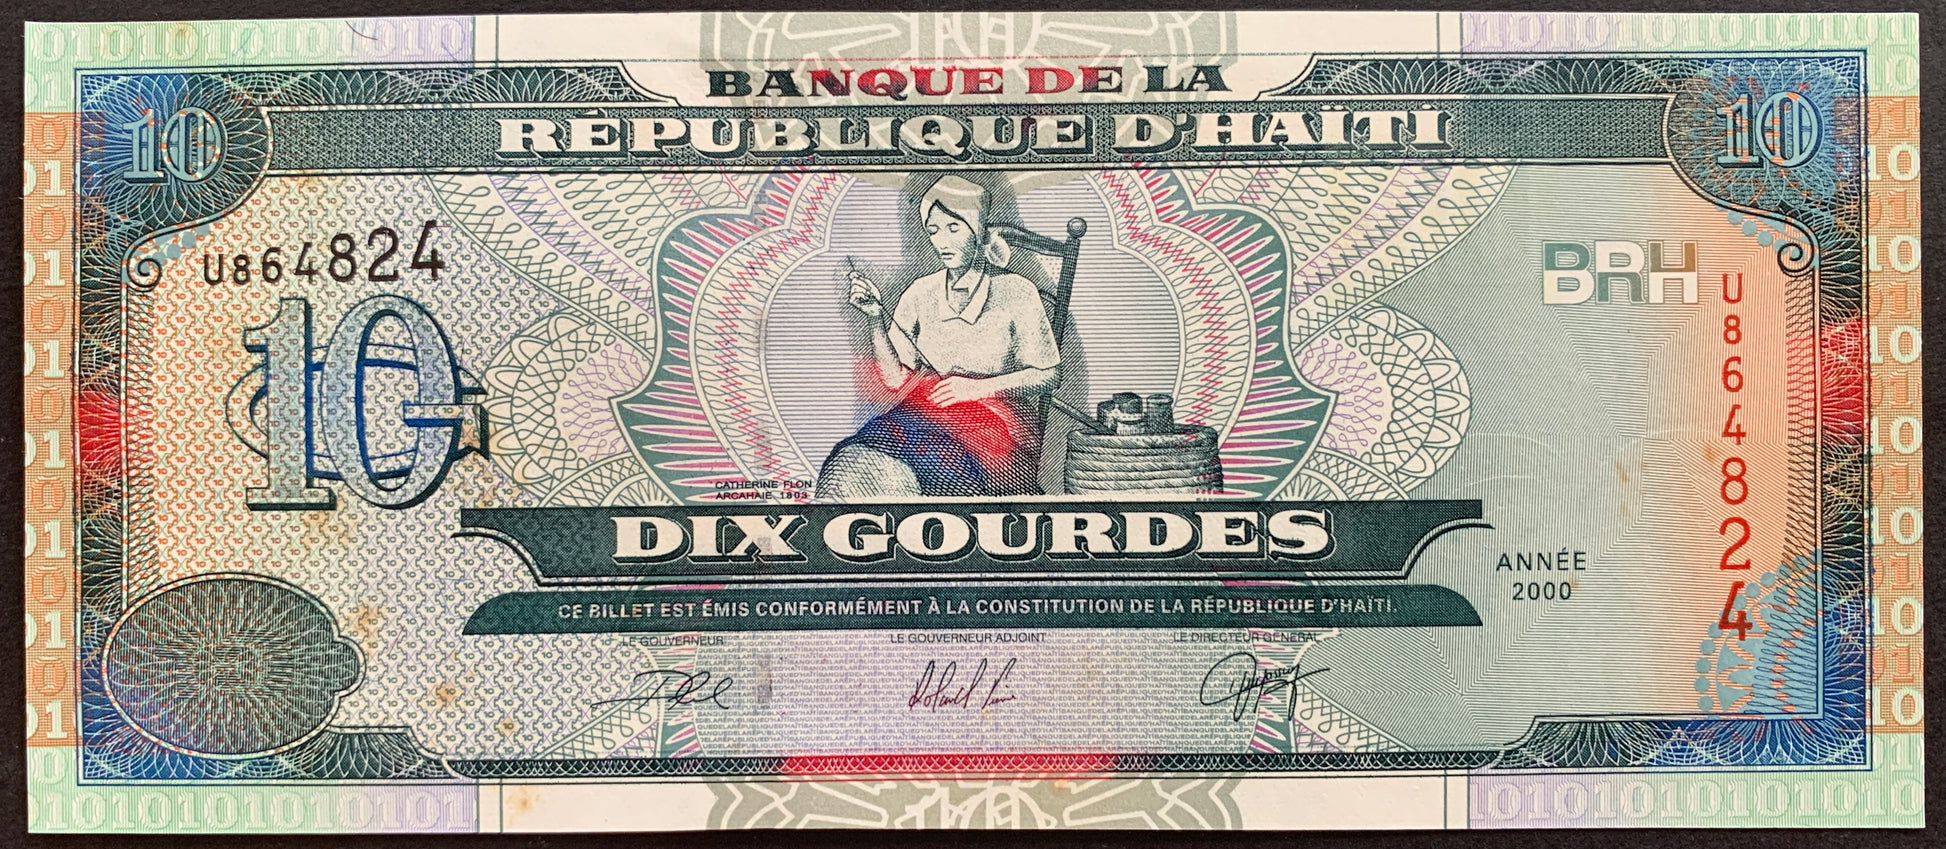 BANQUE DE LA
RÉPUBLIQUE D'HAÏTI
10
10
U864824
10
BRH
U864824
CATHERINE FLON
ARCAHAIE 1803
DIX GOURDES
ANNÉE
2000
CE BILLET EST ÉMIS CONFORMÉMENT À LA CONSTITUTION DE LA RÉPUBLIQUE D'HAÏTI.
LE GOUVERNEUR
LE GOUVERNEUR ADJOINT
LE DIRECTEUR GÉNÉRAL